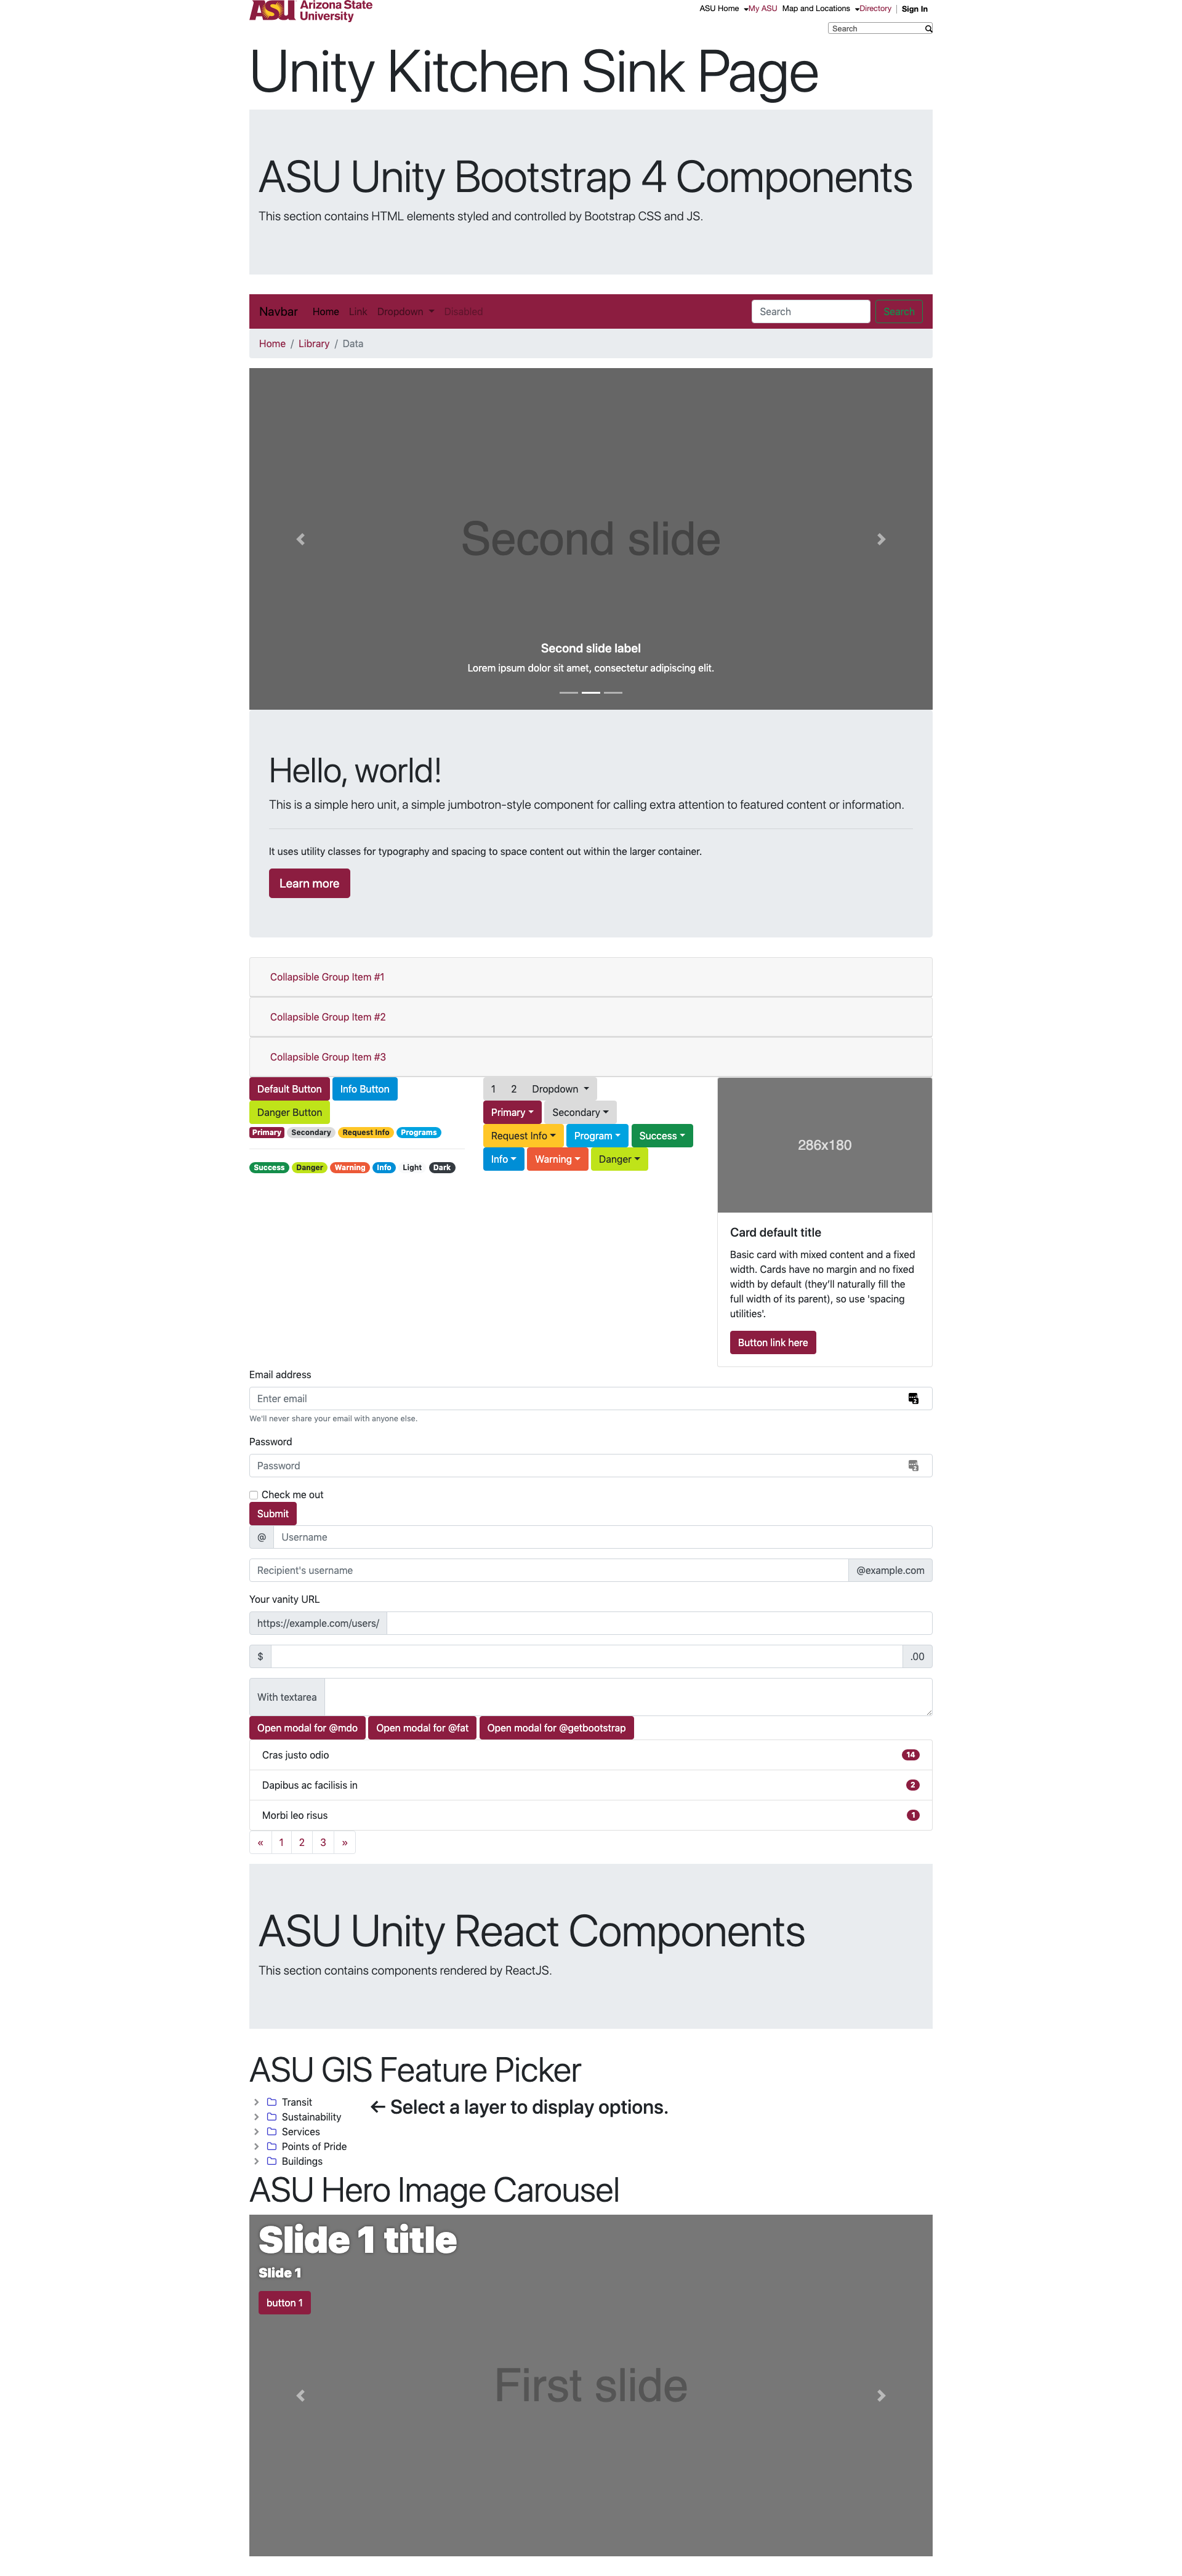 ASU Arizona State
University
ASU Home My ASU Map and Locations Directory Sign In
Search
Unity Kitchen Sink Page
ASU Unity Bootstrap 4 Components
This section contains HTML elements styled and controlled by Bootstrap CSS and JS.
Navbar Home Link Dropdown Disabled Search Search
Home / Library / Data
Second slide
Second slide label
Lorem ipsum dolor sit amet, consectetur adipiscing elit.
Hello, world!
This is a simple hero unit, a simple jumbotron-style component for calling extra attention to featured content or information.
It uses utility classes for typography and spacing to space content out within the larger container.
Learn more
Collapsible Group Item #1
Collapsible Group Item #2
Collapsible Group Item #3
Default Button Info Button
Danger Button
Primary Secondary Request Info Programs
Success Danger Warning Info Light Dark
1 2 Dropdown
Primary Secondary
Request Info Program Success
Info Warning Danger
286x180
Card default title
Basic card with mixed content and a fixed
width. Cards have no margin and no fixed
width by default (they'll naturally fill the
full width of its parent), so use 'spacing
utilities'.
Button link here
Email address
Enter email
We'll never share your email with anyone else.
Password
Password
Check me out
Submit
@ Username
Recipient's username @example.com
Your vanity URL
https://example.com/users/
$ .00
With textarea
Open modal for @mdo Open modal for @fat Open modal for @getbootstrap
Cras justo odio 14
Dapibus ac facilisis in 2
Morbi leo risus 1
« 1 2 3 »
ASU Unity React Components
This section contains components rendered by ReactJS.
ASU GIS Feature Picker
Transit
Sustainability
Services
Points of Pride
Buildings
← Select a layer to display options.
ASU Hero Image Carousel
Slide 1 title
Slide 1
button 1
First slide